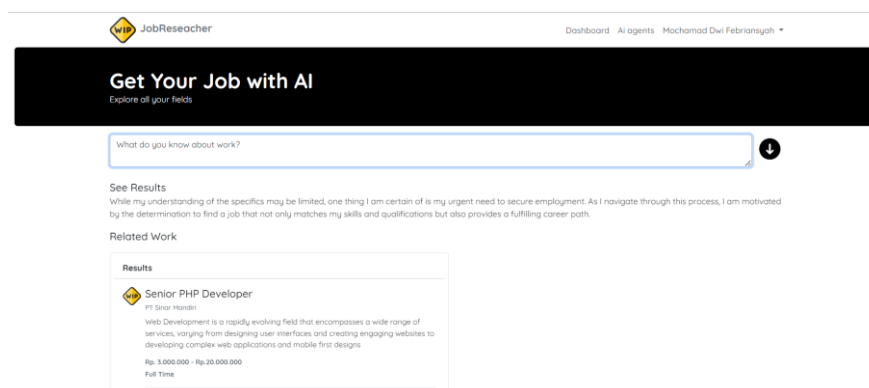 WIP JobReseacher
Dashboard Ai agents Mochamad Dwi Febriansyah
Get Your Job with AI
Explore all your fields
What do you know about work?
See Results
While my understanding of the specifics may be limited, one thing I am certain of is my urgent need to secure employment. As I navigate through this process, I am motivated
by the determination to find a job that not only matches my skills and qualifications but also provides a fulfilling career path.
Related Work
Results
WIP Senior PHP Developer
PT Sinar Mandiri
Web Development is a rapidly evolving field that encompasses a wide range of
services, varying from designing user interfaces and creating engaging websites to
developing complex web applications and mobile first designs
Rp. 3.000.000 - Rp.20.000.000
Full Time